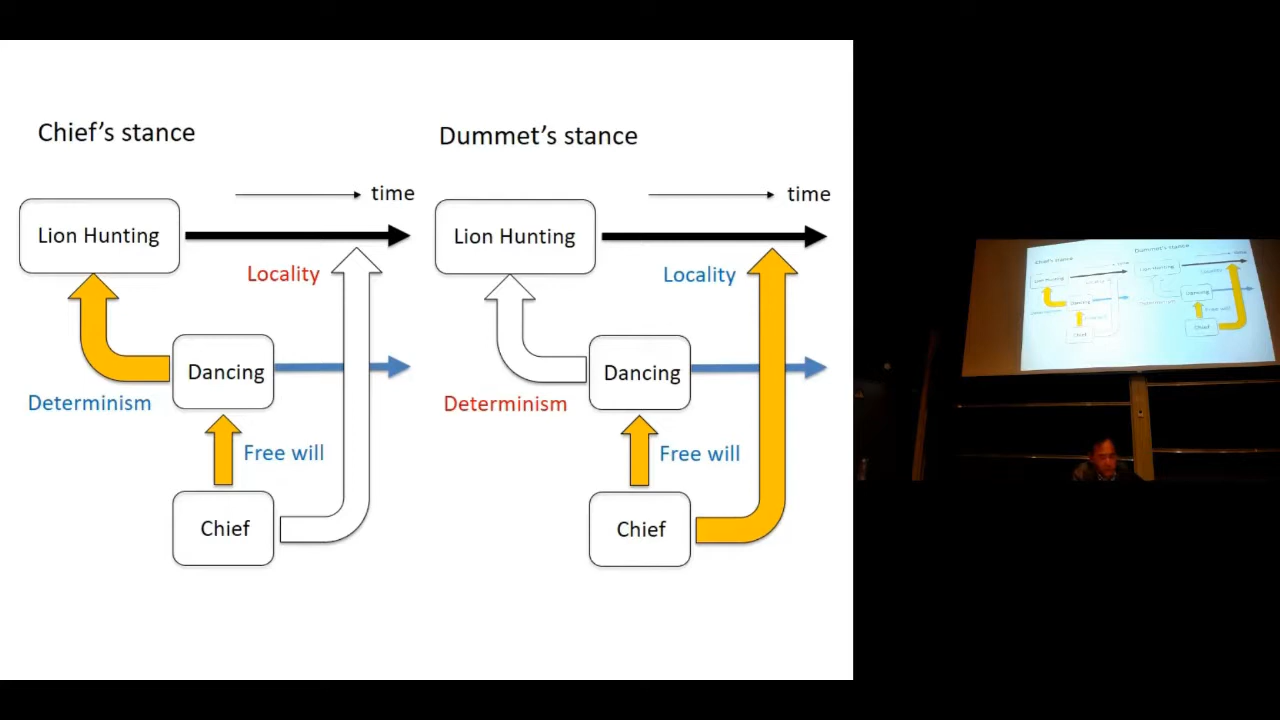 Chief's stance
time
Lion Hunting
Locality
Dancing
Determinism
Free will
Chief
Dummet's stance
time
Lion Hunting
Locality
Dancing
Determinism
Free will
Chief